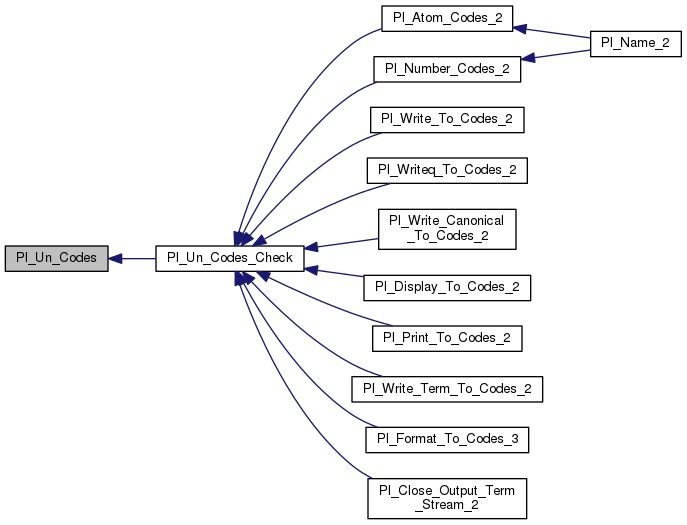 Pl_Atom_Codes_2
Pl_Name_2
Pl_Number_Codes_2
Pl_Write_To_Codes_2
Pl_Writeq_To_Codes_2
Pl_Write_Canonical
_To_Codes_2
Pl_Un_Codes
Pl_Un_Codes_Check
Pl_Display_To_Codes_2
Pl_Print_To_Codes_2
Pl_Write_Term_To_Codes_2
Pl_Format_To_Codes_3
Pl_Close_Output_Term
_Stream_2